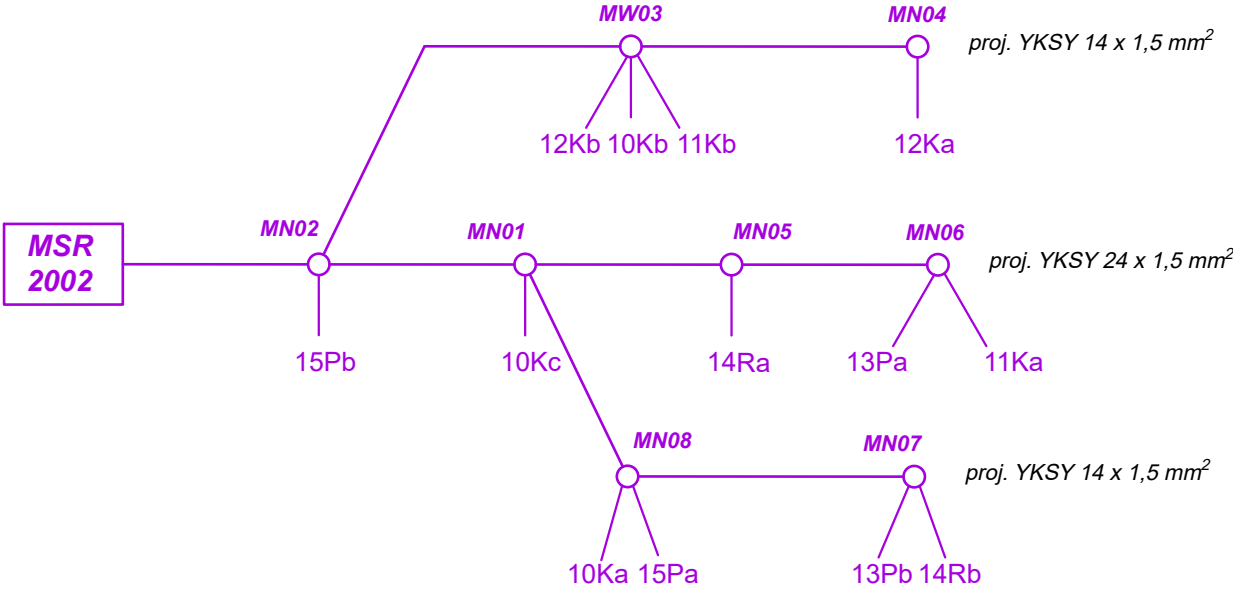 MW03
MN04
proj. YKSY 14 x 1,5 mm²
12Kb 10Kb 11Kb
12Ka
MSR
2002
MN02
MN01
MN05
MN06
proj. YKSY 24 x 1,5 mm²
15Pb
10Kc
14Ra
13Pa
11Ka
MN08
MN07
proj. YKSY 14 x 1,5 mm²
10Ka 15Pa
13Pb 14Rb